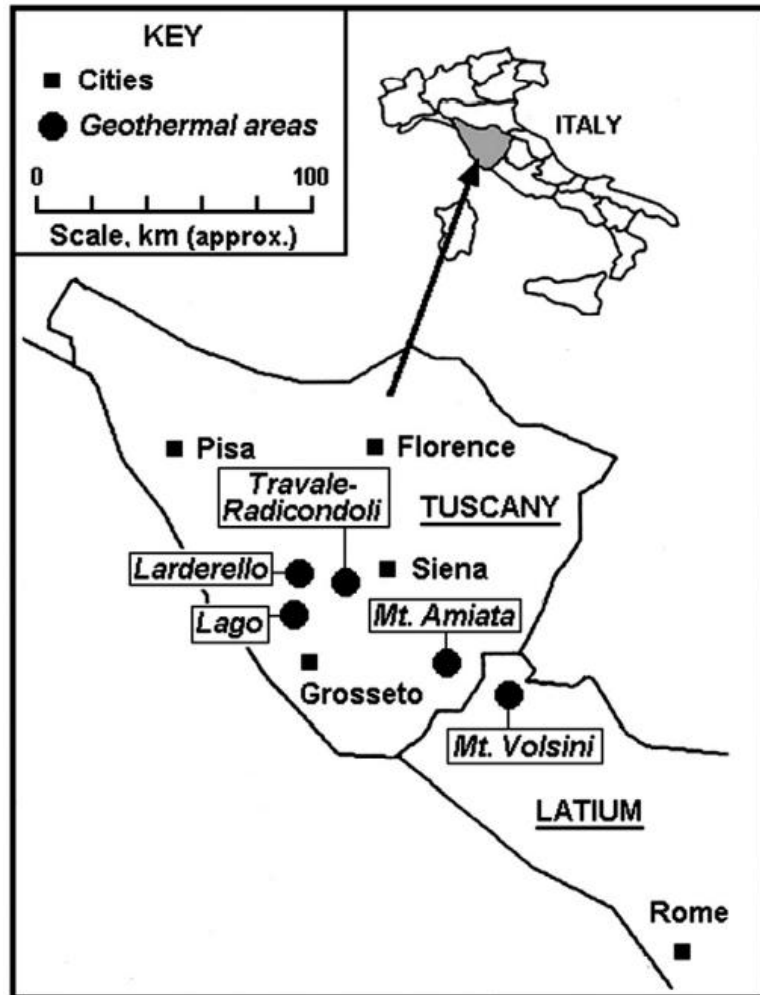 KEY
Cities
Geothermal areas
0 100
Scale, km (approx.)
ITALY
Pisa
Florence
Travale-
Radicondoli
TUSCANY
Larderello
Siena
Lago
Mt. Amiata
Grosseto
Mt. Volsini
LATIUM
Rome